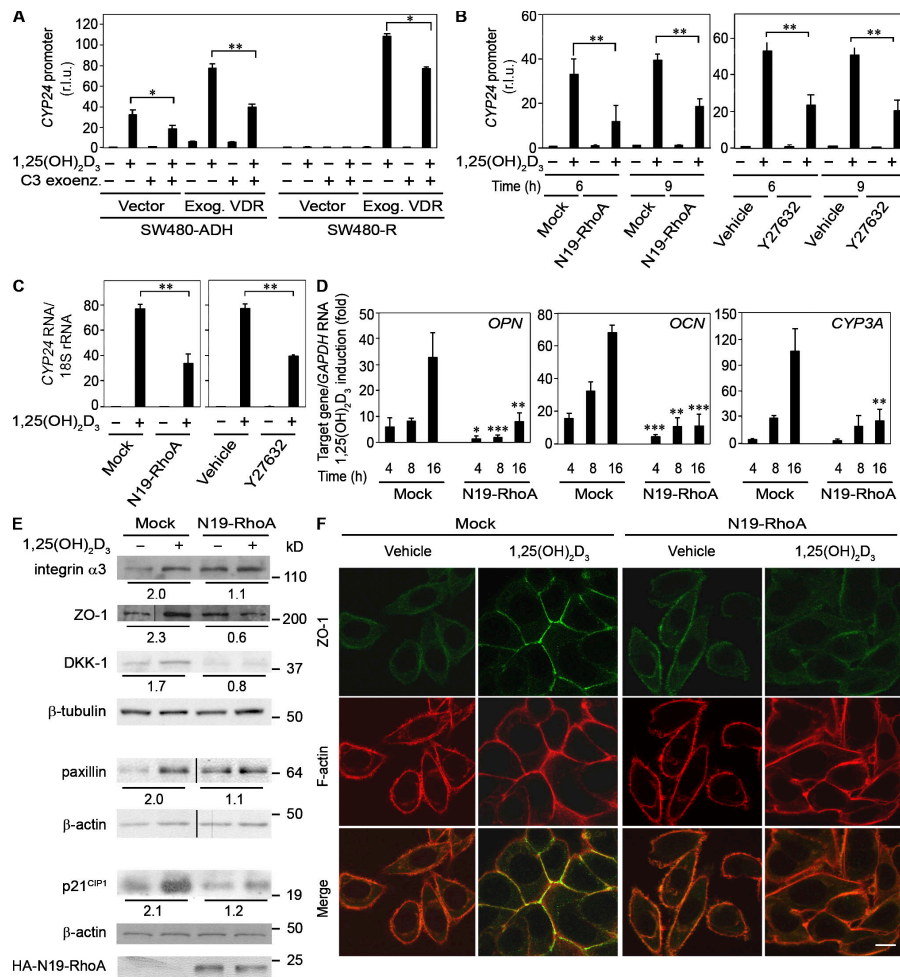 A
CYP24 promoter
(r.l.u.)
120
100
80
60
40
20
0
* ** *
1,25(OH)2D3 – + – + – + – + – + – + – + – +
C3 exoenz. – – + + – – + + – – + + – – + +
Vector Exog. VDR Vector Exog. VDR
SW480-ADH SW480-R
B
CYP24 promoter
(r.l.u.)
60
40
20
0
** **
60
40
20
0
** **
1,25(OH)2D3 – + – + – + – + – + – + – + – +
Time (h) 6 9 6 9
Mock N19-RhoA Mock N19-RhoA Vehicle Y27632 Vehicle Y27632
C
CYP24 RNA/
18S rRNA
80
60
40
20
0
** **
1,25(OH)2D3 – + – + – + – +
Mock N19-RhoA Vehicle Y27632
D
Target gene/GAPDH RNA
1,25(OH)2D3 induction (fold)
OPN
50
40
30
20
10
0
* *** **
OCN
80
60
40
20
0
*** ** ***
CYP3A
150
120
90
60
30
0
**
4 8 16 4 8 16 4 8 16 4 8 16 4 8 16 4 8 16
Time (h)
Mock N19-RhoA Mock N19-RhoA Mock N19-RhoA
E
Mock N19-RhoA
1,25(OH)2D3 – + – + kD
integrin α3 110
2.0 1.1
ZO-1 200
2.3 0.6
DKK-1 37
1.7 0.8
β-tubulin 50
paxillin 64
2.0 1.1
β-actin 50
p21CIP1 19
2.1 1.2
β-actin 50
HA-N19-RhoA 25
F
Mock N19-RhoA
Vehicle 1,25(OH)2D3 Vehicle 1,25(OH)2D3
ZO-1
F-actin
Merge